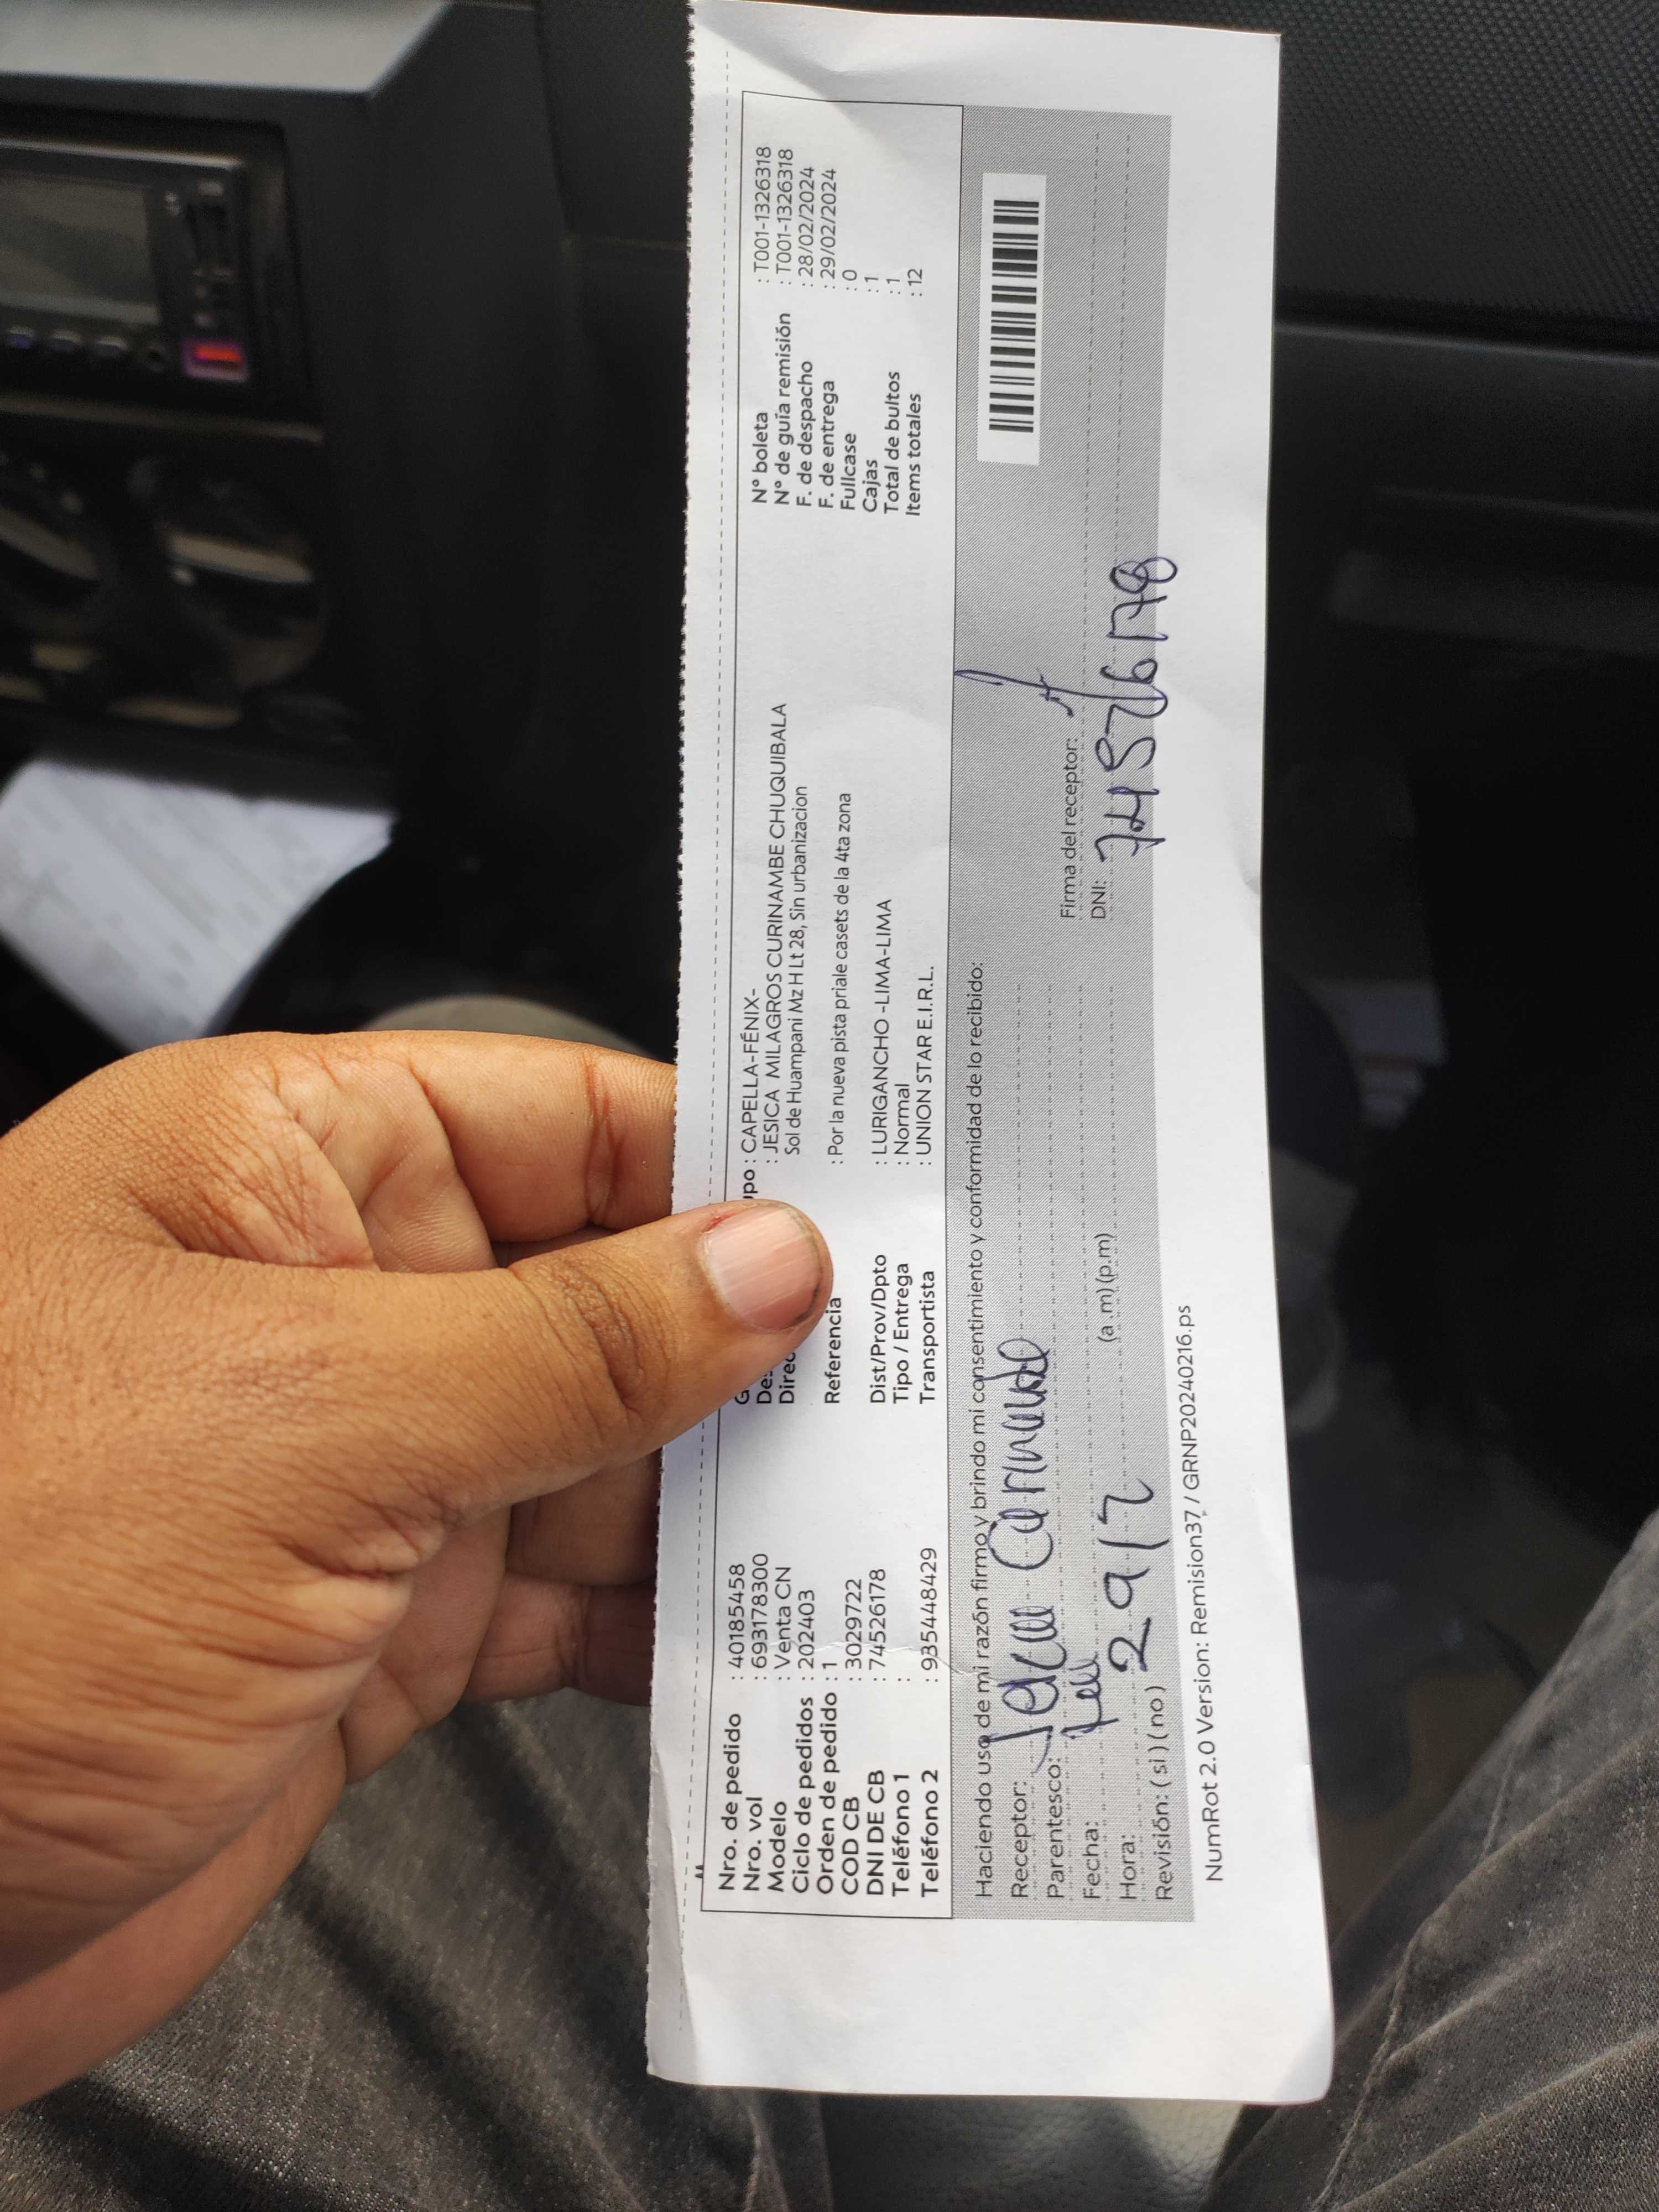 Nro. de pedido : 40185458
Nro. vol : 693178300
Modelo : Venta CN
Ciclo de pedidos : 202403
Orden de pedido : 1
COD CB : 3029722
DNI DE CB : 74526178
Teléfono 1 :
Teléfono 2 : 935448429
upo : CAPELLA-FÉNIX-
: JESICA MILAGROS CURINAMBE CHUQUIBALA
Direc Sol de Huampani Mz H Lt 28, Sin urbanizacion
Referencia : Por la nueva pista priale casets de la 4ta zona
Dist/Prov/Dpto : LURIGANCHO -LIMA-LIMA
Tipo / Entrega : Normal
Transportista : UNION STAR E.I.R.L.
N° boleta : T001-1326318
N° de guía remisión : T001-1326318
F. de despacho : 28/02/2024
F. de entrega : 29/02/2024
Fullcase : 0
Cajas : 1
Total de bultos : 1
Items totales : 12
Haciendo uso de mi razón firmo y brindo mi consentimiento y conformidad de lo recibido:
Receptor:
Parentesco:
Fecha: 29/2
Hora: (a .m) (p.m)
Revisión: ( si ) ( no )
Firma del receptor:
DNI:
NumRot 2.0 Version: Remision37 / GRNP20240216.ps